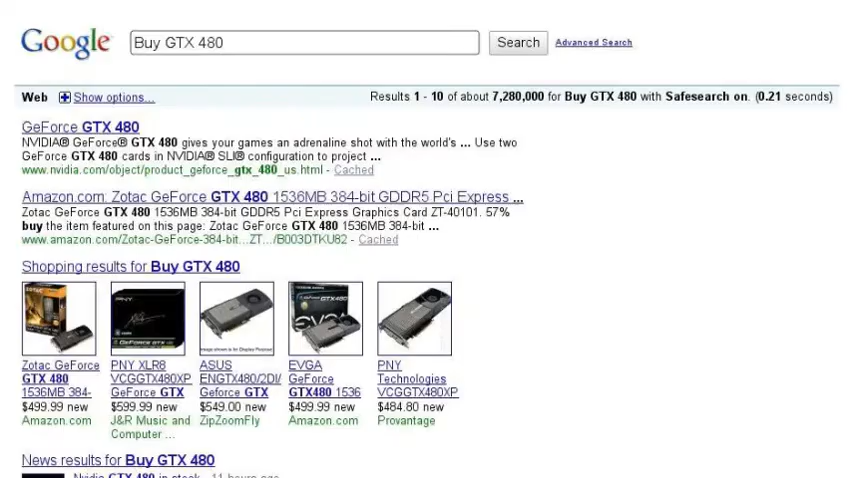 Google
Buy GTX 480
Search
Advanced Search
Web
Show options...
Results 1 - 10 of about 7,280,000 for Buy GTX 480 with Safesearch on. (0.21 seconds)
GeForce GTX 480
NVIDIA® GeForce® GTX 480 gives your games an adrenaline shot with the world's ... Use two
GeForce GTX 480 cards in NVIDIA® SLI® configuration to project ...
www.nvidia.com/object/product_geforce_gtx_480_us.html - Cached
Amazon.com: Zotac GeForce GTX 480 1536MB 384-bit GDDR5 Pci Express ...
Zotac GeForce GTX 480 1536MB 384-bit GDDR5 Pci Express Graphics Card ZT-40101. 57%
buy the item featured on this page: Zotac GeForce GTX 480 1536MB 384-bit ...
www.amazon.com/Zotac-GeForce-384-bit...ZT.../B003DTKU82 - Cached
Shopping results for Buy GTX 480
Zotac GeForce
GTX 480
1536MB 384-
$499.99 new
Amazon.com
PNY XLR8
VCGGTX480XP
GeForce GTX
$599.99 new
J&R Music and
Computer ...
ASUS
ENGTX480/2DI/
Geforce GTX
$549.00 new
ZipZoomFly
EVGA
GeForce
GTX480 1536
$499.99 new
Amazon.com
PNY
Technologies
VCGGTX480XP
$484.80 new
Provantage
News results for Buy GTX 480
Nvidia GTX 480 in stock - 11 hours ago